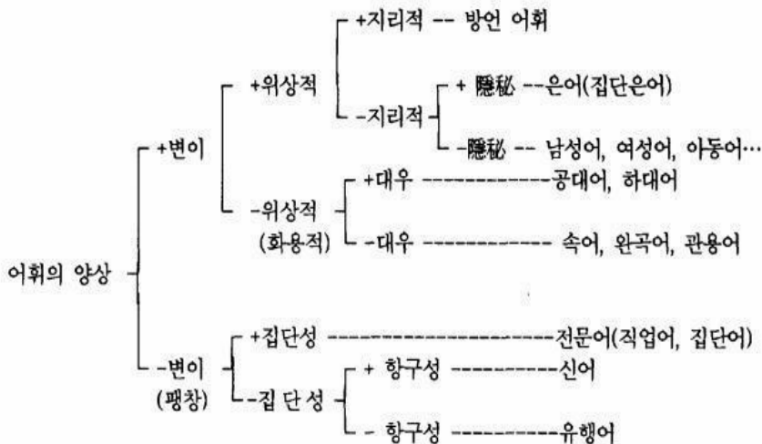 +지리적 -- 방언 어휘
+위상적
+ 隱秘 --은어(집단은어)
-지리적
+변이
-隱秘 -- 남성어, 여성어, 아동어…
+대우 ------------- 공대어, 하대어
-위상적
(화용적)
-대우 ------------- 속어, 완곡어, 관용어
어휘의 양상
+집단성 ----------------------전문어(직업어, 집단어)
-변이
(팽창)
+ 항구성 ----------신어
-집 단 성
- 항구성 ----------유행어